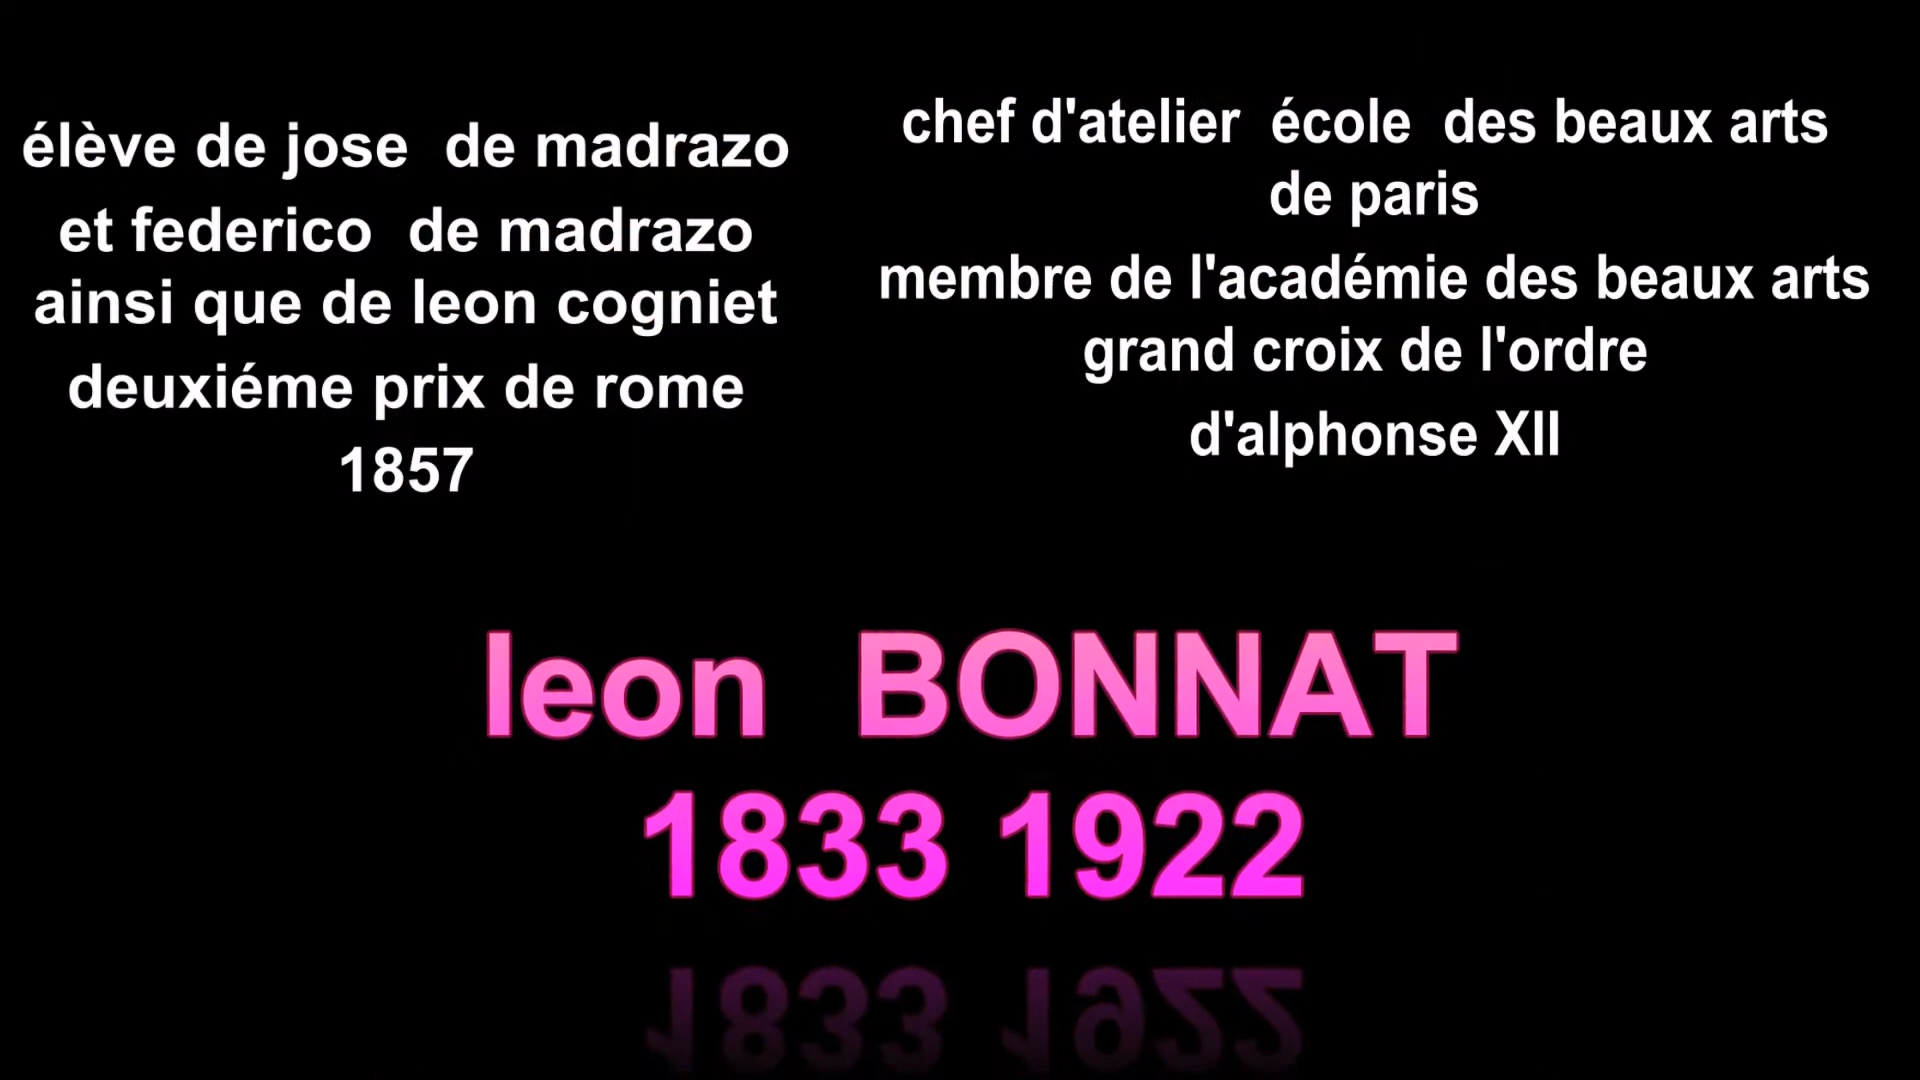 élève de jose de madrazo
et federico de madrazo
ainsi que de leon cogniet
deuxiéme prix de rome
1857
chef d'atelier école des beaux arts
de paris
membre de l'académie des beaux arts
grand croix de l'ordre
d'alphonse XII
leon BONNAT
1833 1922